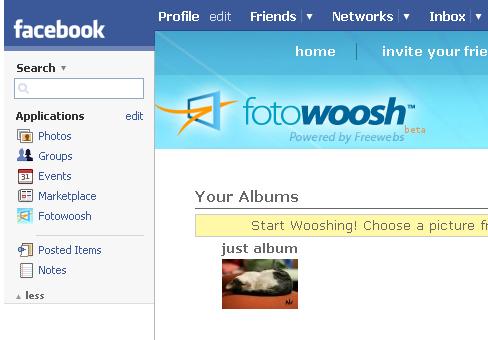 facebook
Profile edit Friends ▼ Networks ▼ Inbox ▼
Search ▼
Applications edit
Photos
Groups
31 Events
Marketplace
Fotowoosh
Posted Items
Notes
▲ less
home | invite your frie
fotowoosh™
beta
Powered by Freewebs
Your Albums
Start Wooshing! Choose a picture fr
just album